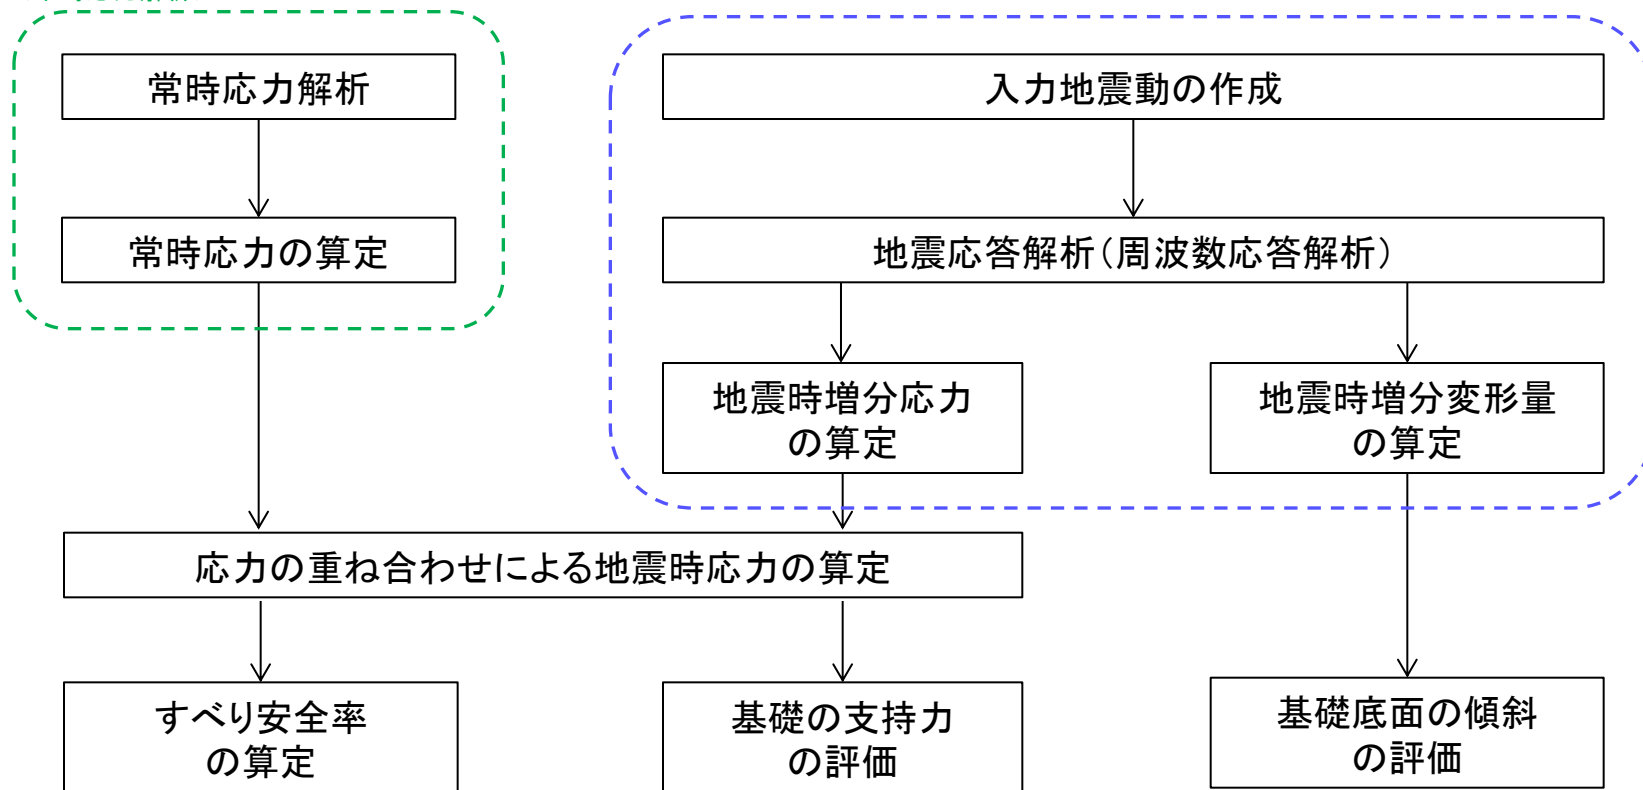 常時応力解析
入力地震動の作成
常時応力の算定
地震応答解析(周波数応答解析)
地震時増分応力
の算定
地震時増分変形量
の算定
応力の重ね合わせによる地震時応力の算定
すべり安全率
の算定
基礎の支持力
の評価
基礎底面の傾斜
の評価